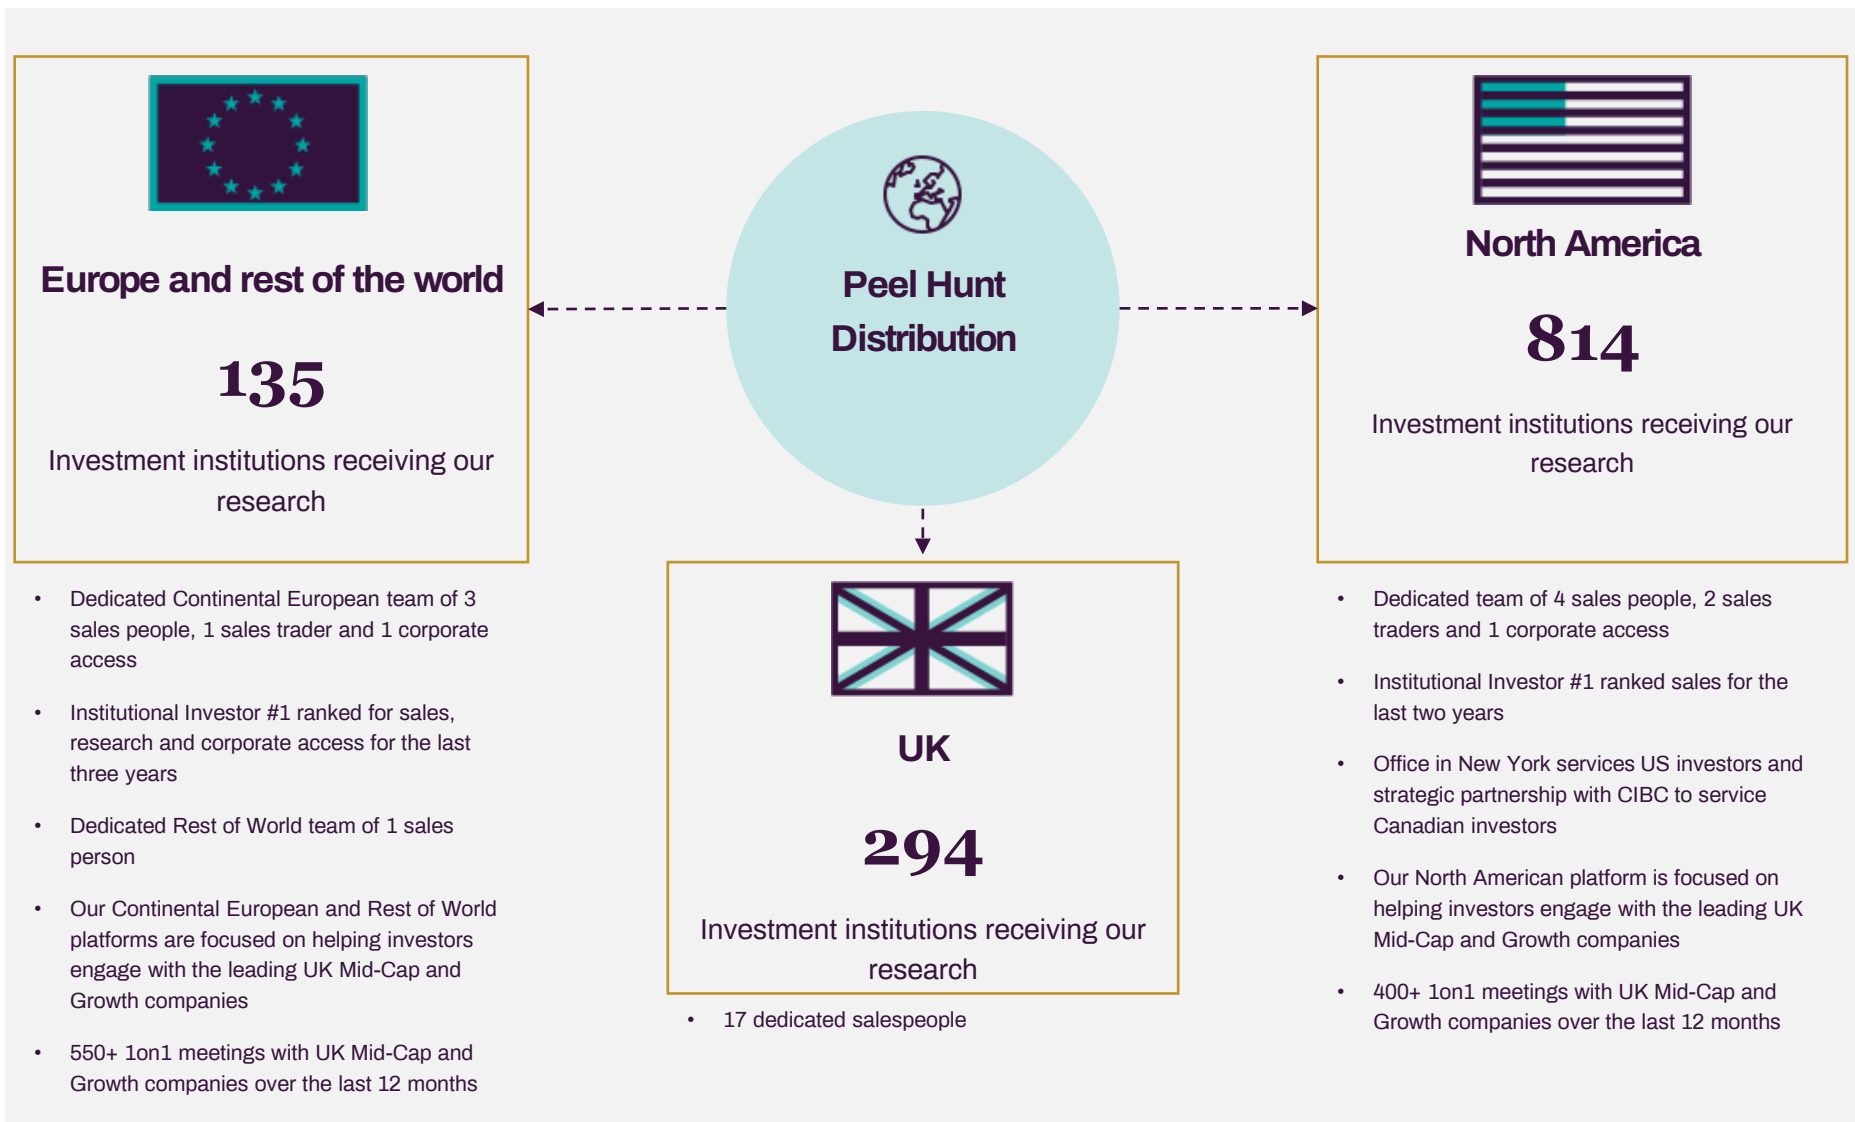 Europe and rest of the world
135
Investment institutions receiving our
research
• Dedicated Continental European team of 3
sales people, 1 sales trader and 1 corporate
access
• Institutional Investor #1 ranked for sales,
research and corporate access for the last
three years
• Dedicated Rest of World team of 1 sales
person
• Our Continental European and Rest of World
platforms are focused on helping investors
engage with the leading UK Mid-Cap and
Growth companies
• 550+ 1on1 meetings with UK Mid-Cap and
Growth companies over the last 12 months
Peel Hunt
Distribution
UK
294
Investment institutions receiving our
research
• 17 dedicated salespeople
North America
814
Investment institutions receiving our
research
• Dedicated team of 4 sales people, 2 sales
traders and 1 corporate access
• Institutional Investor #1 ranked sales for the
last two years
• Office in New York services US investors and
strategic partnership with CIBC to service
Canadian investors
• Our North American platform is focused on
helping investors engage with the leading UK
Mid-Cap and Growth companies
• 400+ 1on1 meetings with UK Mid-Cap and
Growth companies over the last 12 months